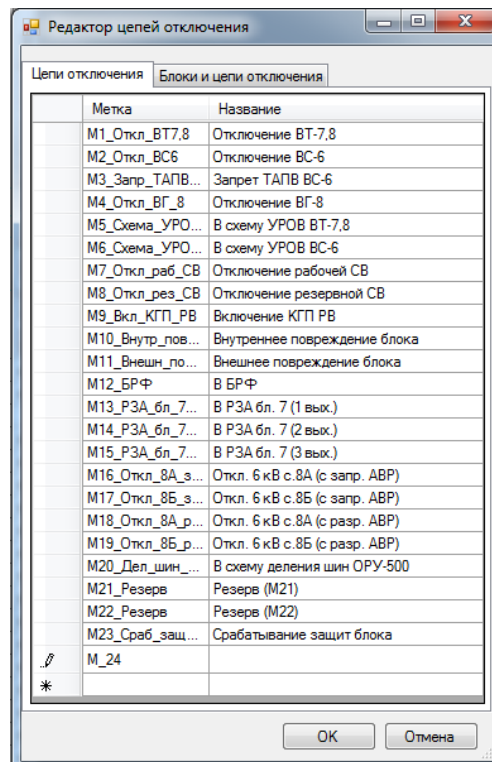 Редактор цепей отключения
Цепи отключения Блоки и цепи отключения
Метка Название
М1_Откл_ВТ7,8 Отключение ВТ-7,8
М2_Откл_ВС6 Отключение ВС-6
М3_Запр_ТАПВ... Запрет ТАПВ ВС-6
М4_Откл_ВГ_8 Отключение ВГ-8
М5_Схема_УРО... В схему УРОВ ВТ-7,8
М6_Схема_УРО... В схему УРОВ ВС-6
М7_Откл_раб_СВ Отключение рабочей СВ
М8_Откл_рез_СВ Отключение резервной СВ
М9_Вкл_КГП_РВ Включение КГП РВ
М10_Внутр_пов... Внутреннее повреждение блока
М11_Внешн_по... Внешнее повреждение блока
М12_БРФ В БРФ
М13_РЗА_бл_7... В РЗА бл. 7 (1 вых.)
М14_РЗА_бл_7... В РЗА бл. 7 (2 вых.)
М15_РЗА_бл_7... В РЗА бл. 7 (3 вых.)
М16_Откл_8А_з... Откл. 6 кВ с.8А (с запр. АВР)
М17_Откл_8Б_з... Откл. 6 кВ с.8Б (с запр. АВР)
М18_Откл_8А_р... Откл. 6 кВ с.8А (с разр. АВР)
М19_Откл_8Б_р... Откл. 6 кВ с.8Б (с разр. АВР)
М20_Дел_шин_... В схему деления шин ОРУ-500
М21_Резерв Резерв (М21)
М22_Резерв Резерв (М22)
М23_Сраб_защ... Срабатывание защит блока
М_24
OK Отмена